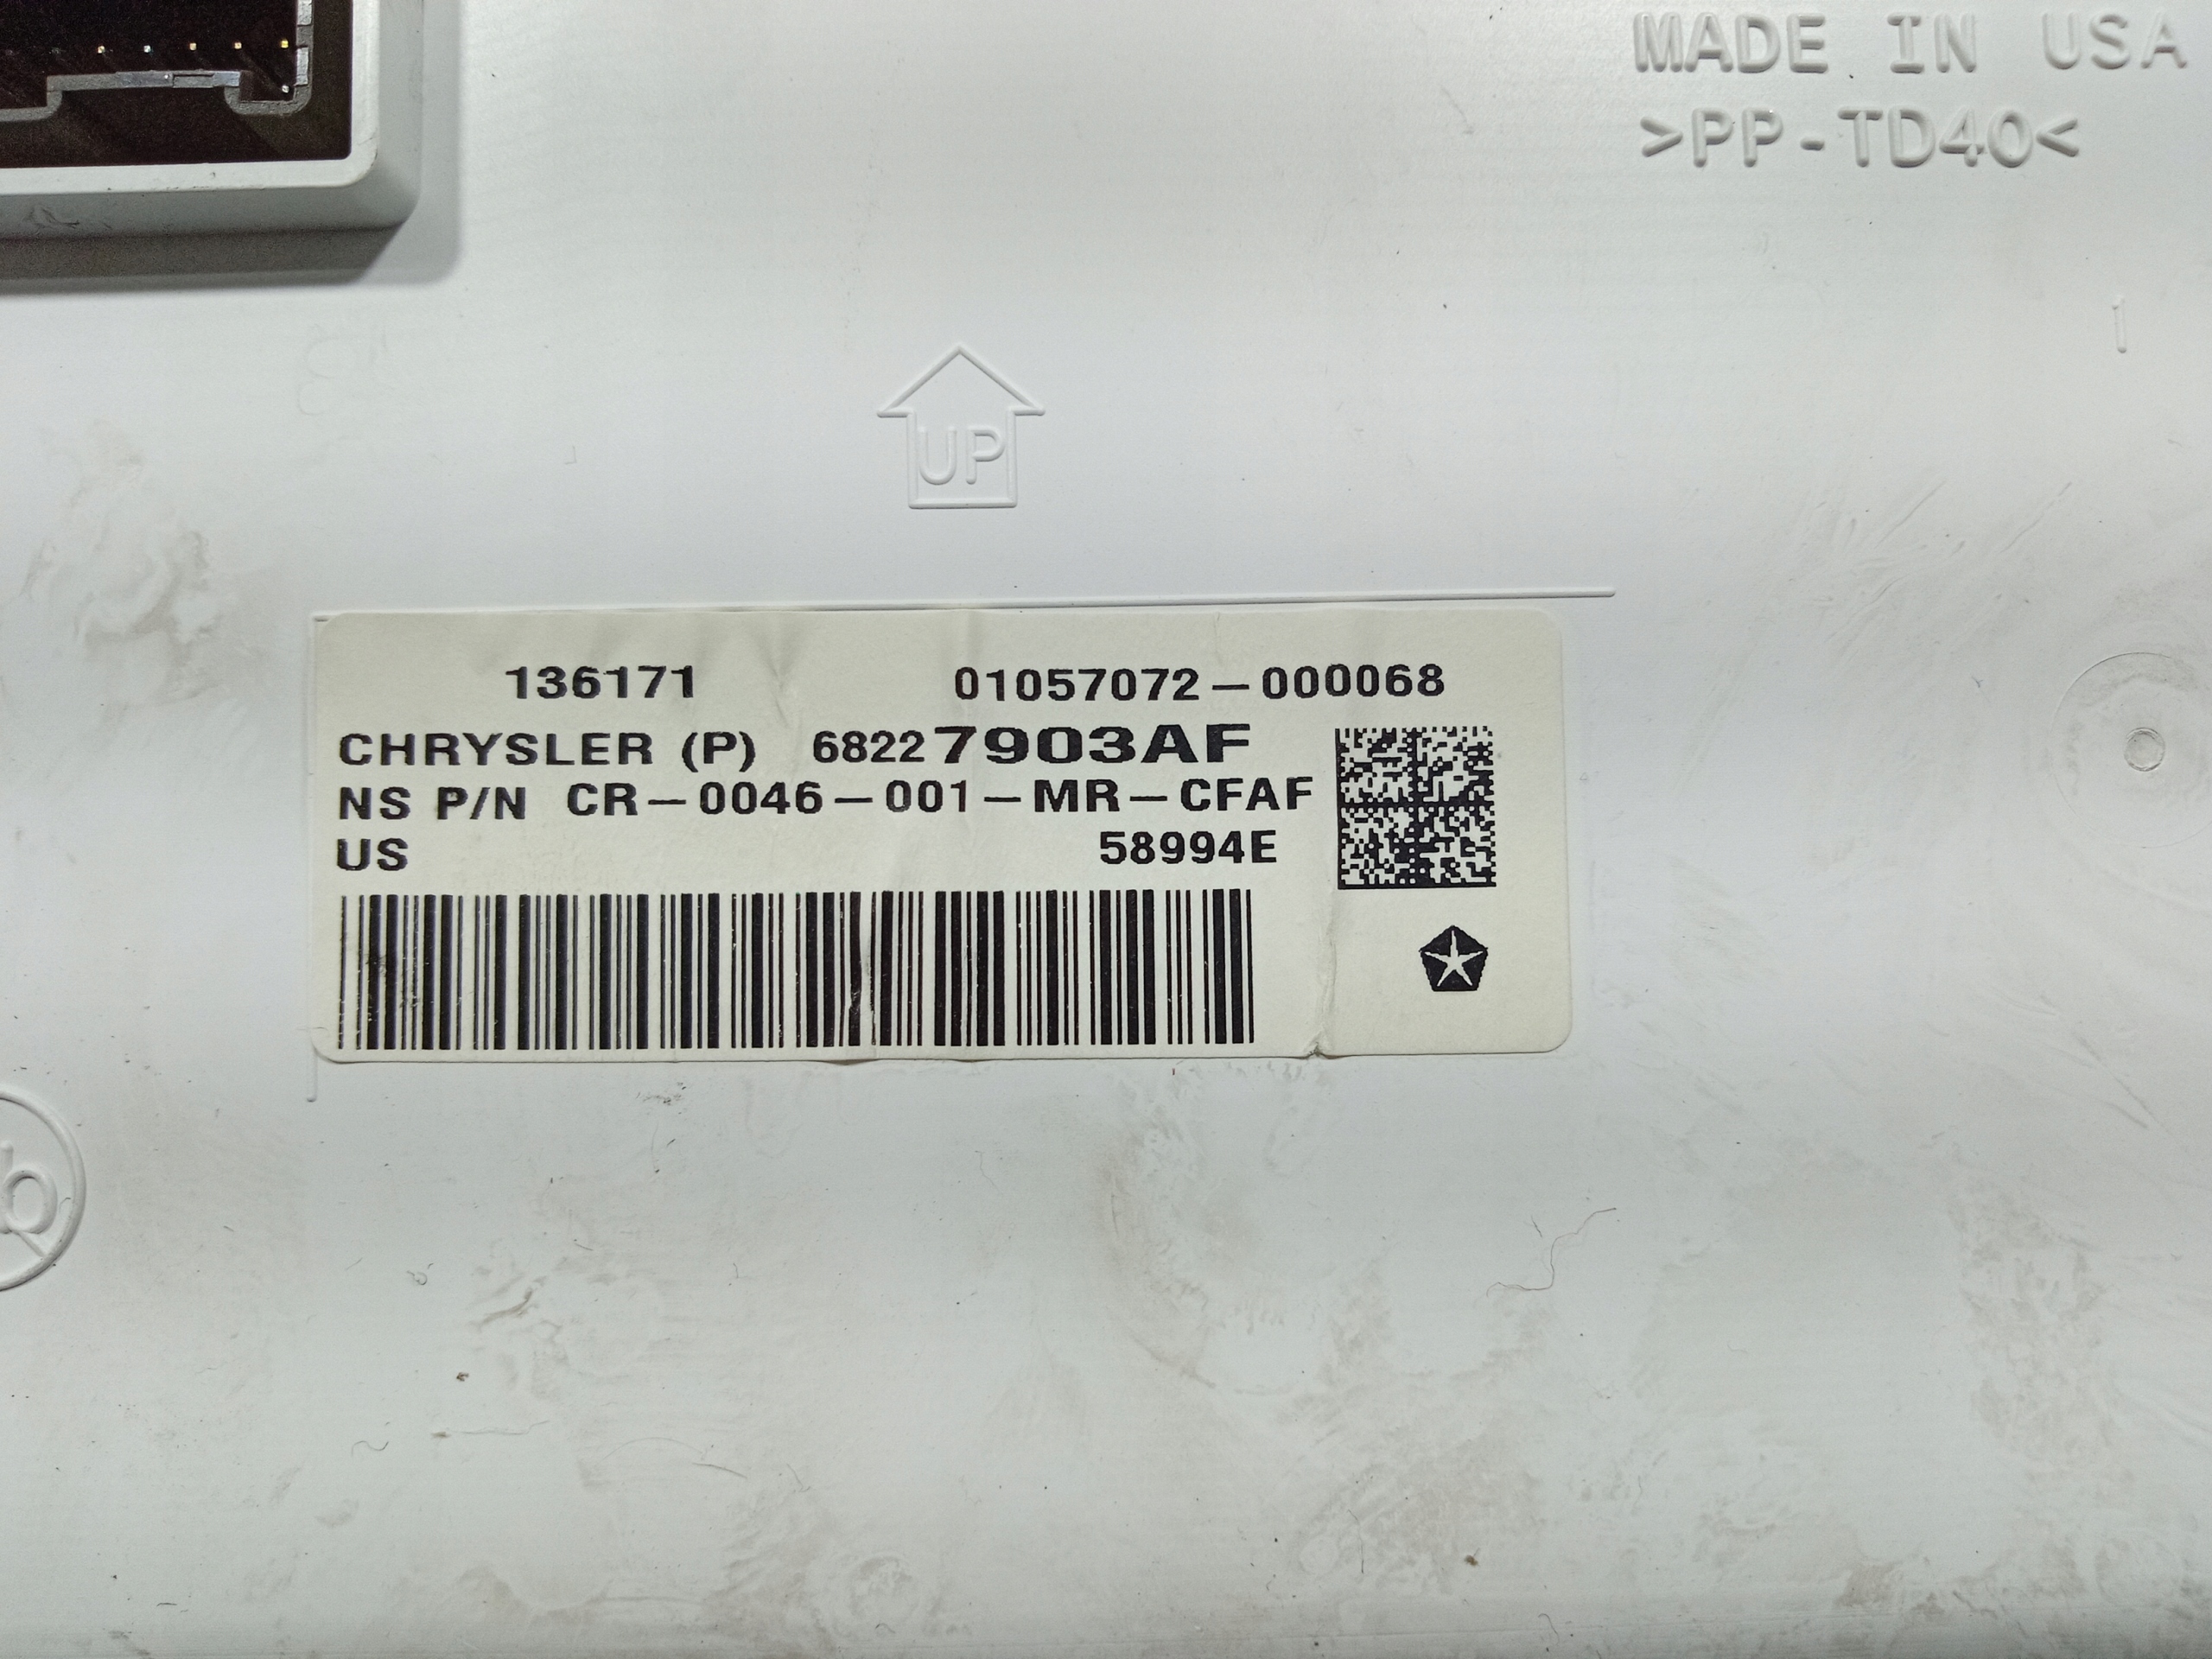 MADE IN USA
>PP-TD40<
UP
136171 01057072-000068
CHRYSLER (P) 68227903AF
NS P/N CR-0046-001-MR-CFAF
US 58994E